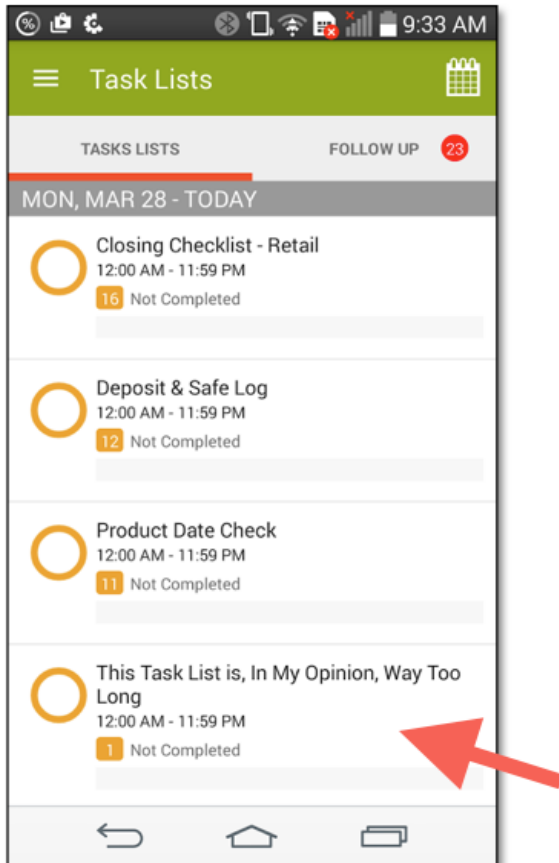 9:33 AM
Task Lists
TASKS LISTS FOLLOW UP 23
MON, MAR 28 - TODAY
Closing Checklist - Retail
12:00 AM - 11:59 PM
16 Not Completed
Deposit & Safe Log
12:00 AM - 11:59 PM
12 Not Completed
Product Date Check
12:00 AM - 11:59 PM
11 Not Completed
This Task List is, In My Opinion, Way Too
Long
12:00 AM - 11:59 PM
1 Not Completed